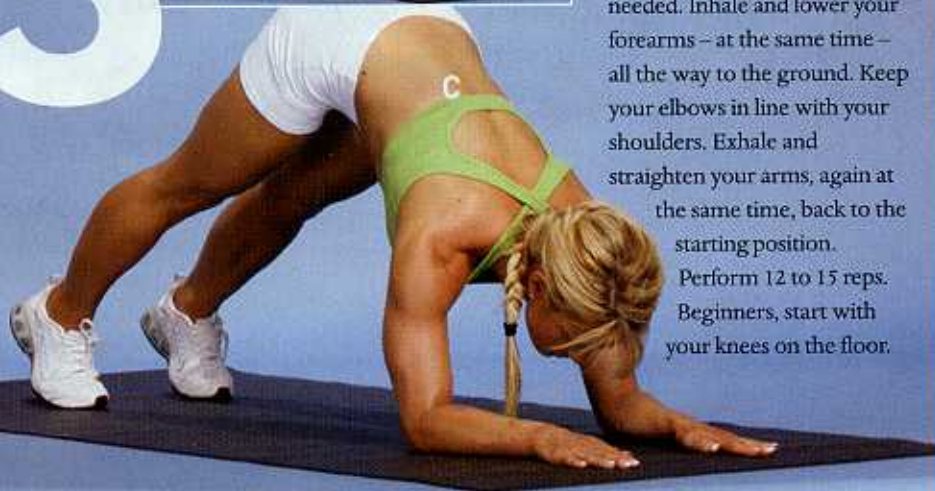 3
C
needed. Inhale and lower your
forearms – at the same time –
all the way to the ground. Keep
your elbows in line with your
shoulders. Exhale and
straighten your arms, again at
the same time, back to the
starting position.
Perform 12 to 15 reps.
Beginners, start with
your knees on the floor.